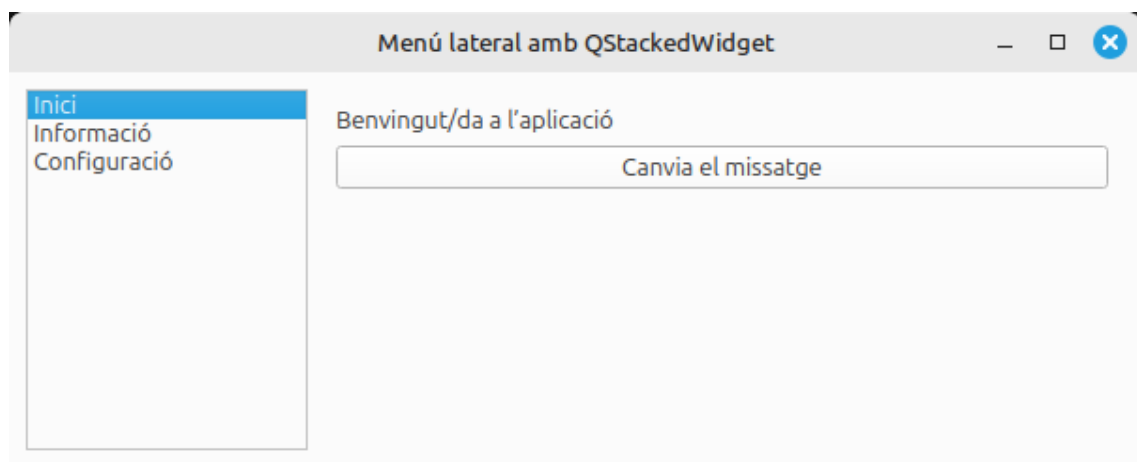 Menú lateral amb QStackedWidget
Inici
Informació
Configuració
Benvingut/da a l'aplicació
Canvia el missatge